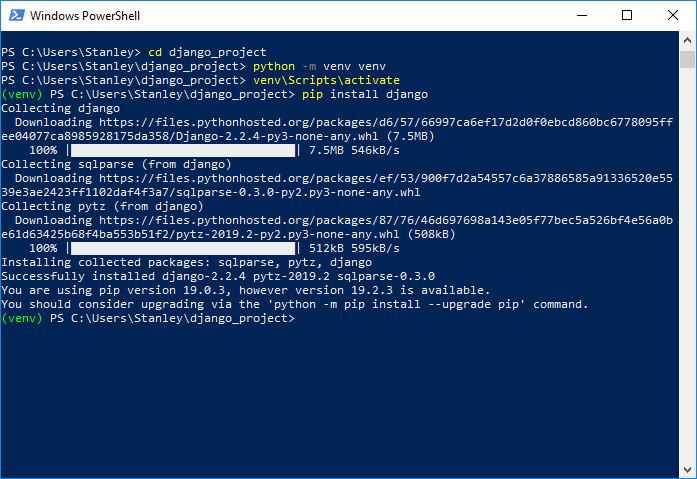 Windows PowerShell
PS C:\Users\Stanley> cd django_project
PS C:\Users\Stanley\django_project> python -m venv venv
PS C:\Users\Stanley\django_project> venv\Scripts\activate
(venv) PS C:\Users\Stanley\django_project> pip install django
Collecting django
  Downloading https://files.pythonhosted.org/packages/d6/57/66997ca6ef17d2d0f0ebcd860bc6778095ff
ee04077ca8985928175da358/Django-2.2.4-py3-none-any.whl (7.5MB)
    100% |████████████████████████████████| 7.5MB 546kB/s
Collecting sqlparse (from django)
  Downloading https://files.pythonhosted.org/packages/ef/53/900f7d2a54557c6a37886585a91336520e55
39e3ae2423ff1102daf4f3a7/sqlparse-0.3.0-py2.py3-none-any.whl
Collecting pytz (from django)
  Downloading https://files.pythonhosted.org/packages/87/76/46d697698a143e05f77bec5a526bf4e56a0b
e61d63425b68f4ba553b51f2/pytz-2019.2-py2.py3-none-any.whl (508kB)
    100% |████████████████████████████████| 512kB 595kB/s
Installing collected packages: sqlparse, pytz, django
Successfully installed django-2.2.4 pytz-2019.2 sqlparse-0.3.0
You are using pip version 19.0.3, however version 19.2.3 is available.
You should consider upgrading via the 'python -m pip install --upgrade pip' command.
(venv) PS C:\Users\Stanley\django_project>